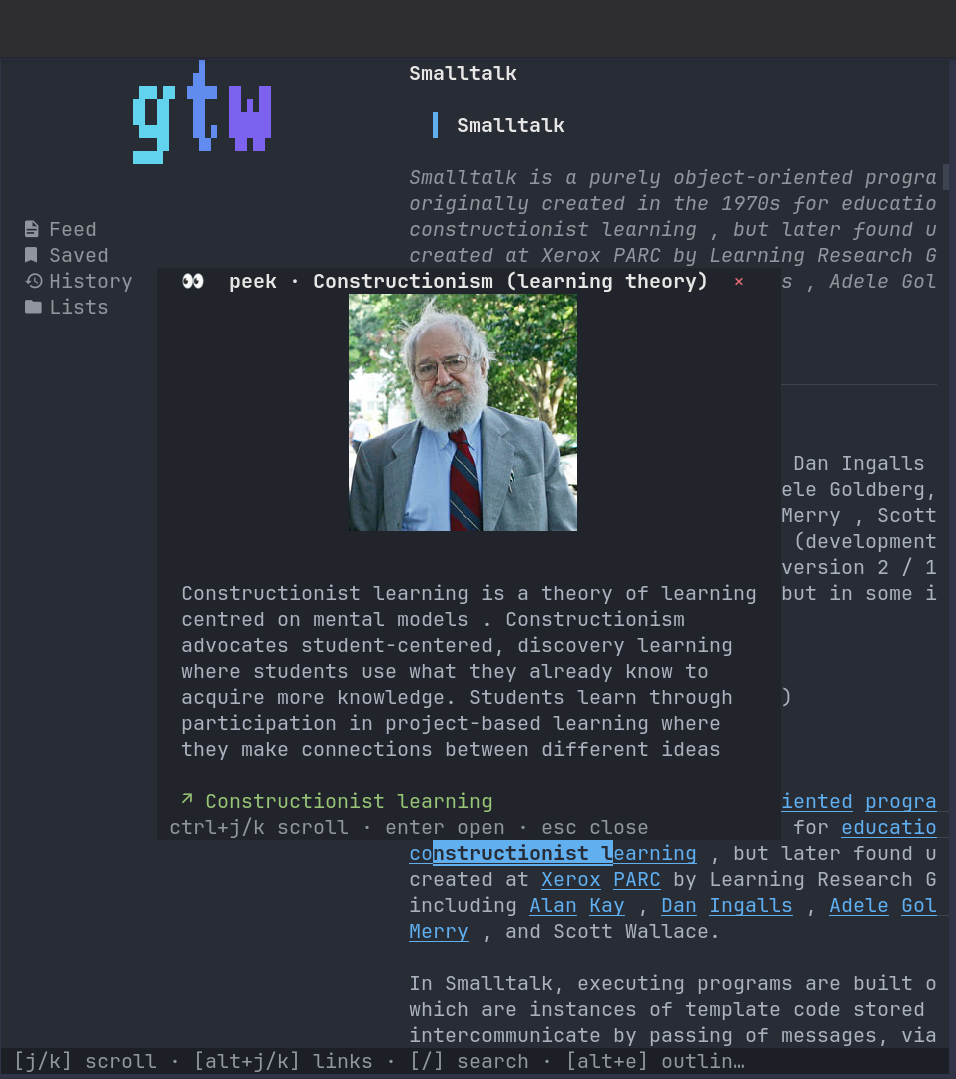 gtw
Smalltalk
Smalltalk
Smalltalk is a purely object-oriented progra
originally created in the 1970s for educatio
constructionist learning , but later found u
created at Xerox PARC by Learning Research G
s , Adele Gol
Feed
Saved
History
Lists
👀 peek · Constructionism (learning theory) ×
Constructionist learning is a theory of learning
centred on mental models . Constructionism
advocates student-centered, discovery learning
where students use what they already know to
acquire more knowledge. Students learn through
participation in project-based learning where
they make connections between different ideas
↗ Constructionist learning
ctrl+j/k scroll · enter open · esc close
Dan Ingalls
ele Goldberg,
Merry , Scott
(development
version 2 / 1
but in some i
)
iented progra
for educatio
constructionist learning , but later found u
created at Xerox PARC by Learning Research G
including Alan Kay , Dan Ingalls , Adele Gol
Merry , and Scott Wallace.
In Smalltalk, executing programs are built o
which are instances of template code stored
intercommunicate by passing of messages, via
[j/k] scroll · [alt+j/k] links · [/] search · [alt+e] outlin…